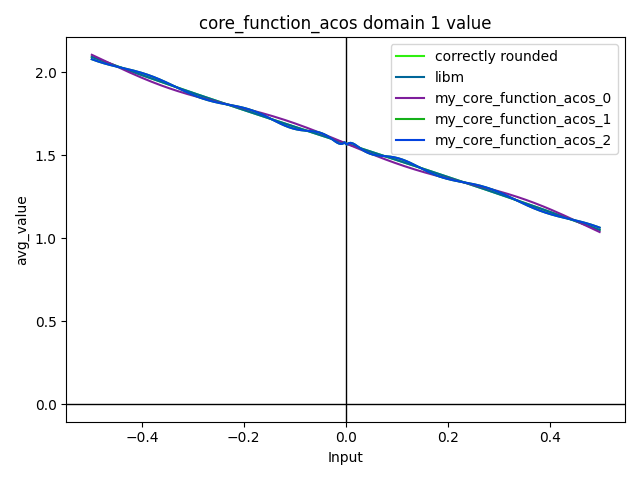 core_function_acos domain 1 value
correctly rounded
libm
my_core_function_acos_0
my_core_function_acos_1
my_core_function_acos_2
avg_value
2.0
1.5
1.0
0.5
0.0
−0.4
−0.2
0.0
0.2
0.4
Input